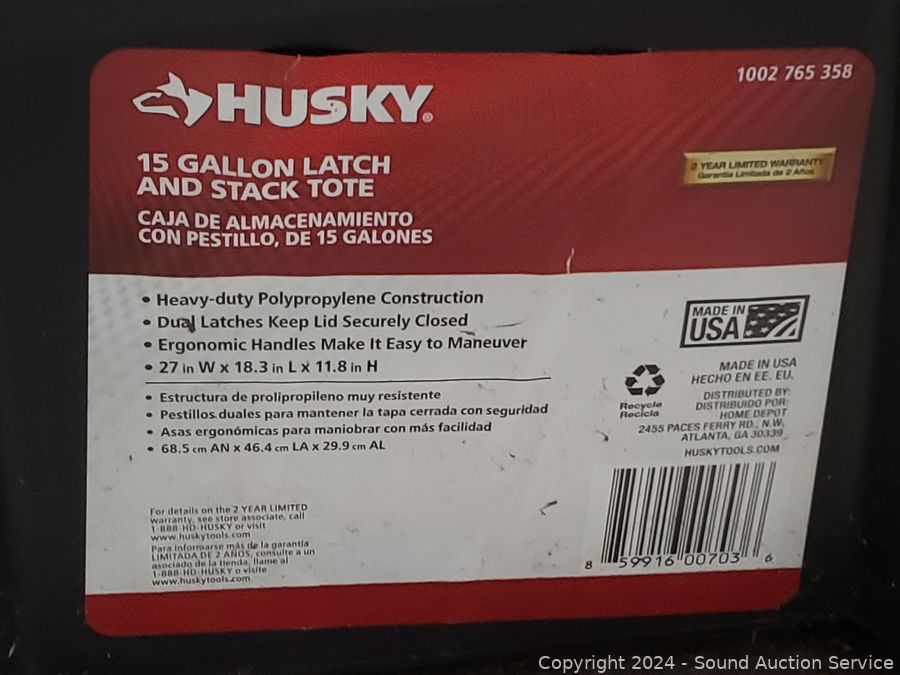 HUSKY®
1002 765 358
15 GALLON LATCH
AND STACK TOTE
2 YEAR LIMITED WARRANTY
Garantía Limitada de 2 Años
CAJA DE ALMACENAMIENTO
CON PESTILLO, DE 15 GALONES
• Heavy-duty Polypropylene Construction
• Dual Latches Keep Lid Securely Closed
• Ergonomic Handles Make It Easy to Maneuver
• 27 in W x 18.3 in L x 11.8 in H
• Estructura de prolipropileno muy resistente
• Pestillos duales para mantener la tapa cerrada con seguridad
• Asas ergonómicas para maniobrar con más facilidad
• 68.5 cm AN x 46.4 cm LA x 29.9 cm AL
MADE IN
USA
MADE IN USA
HECHO EN EE. EU.
Recycle
Recicla
DISTRIBUTED BY:
DISTRIBUIDO POR:
HOME DEPOT
2455 PACES FERRY RD., N.W.
ATLANTA, GA 30339
HUSKYTOOLS.COM
For details on the 2 YEAR LIMITED
warranty, see store associate, call
1-888-HD-HUSKY or visit
www.huskytools.com
Para informarse más de la garantía
LIMITADA DE 2 AÑOS, consulte a un
asociado de la tienda, llame al
1-888-HD-HUSKY o visite
www.huskytools.com
8 59916 00703 6
Copyright 2024 - Sound Auction Service